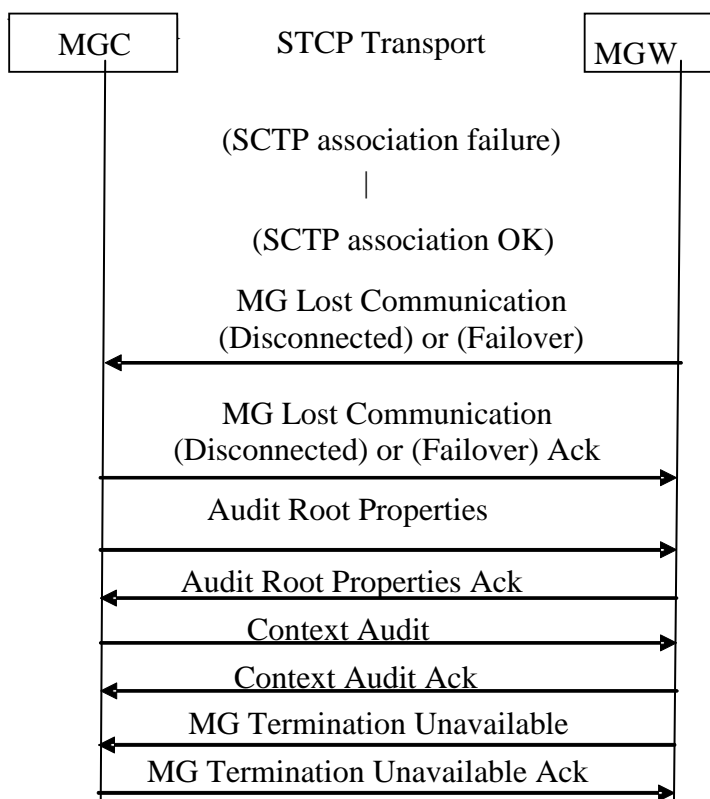 MGC
STCP Transport
MGW
(SCTP association failure)
|
(SCTP association OK)
MG Lost Communication
(Disconnected) or (Failover)
MG Lost Communication
(Disconnected) or (Failover) Ack
Audit Root Properties
Audit Root Properties Ack
Context Audit
Context Audit Ack
MG Termination Unavailable
MG Termination Unavailable Ack